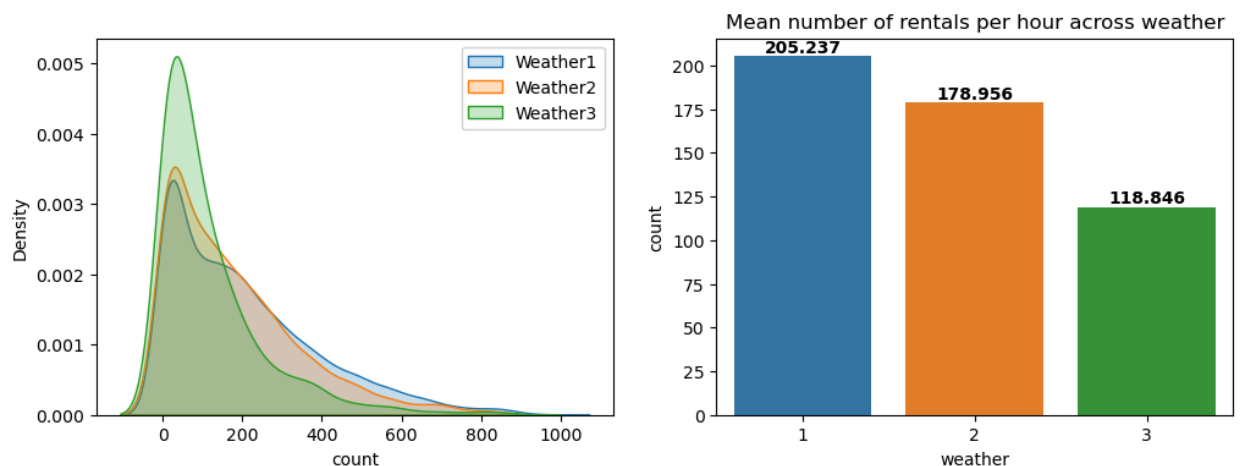 Density
0.005
0.004
0.003
0.002
0.001
0.000
Weather1
Weather2
Weather3
0 200 400 600 800 1000
count
Mean number of rentals per hour across weather
count
200
175
150
125
100
75
50
25
0
205.237
178.956
118.846
1 2 3
weather